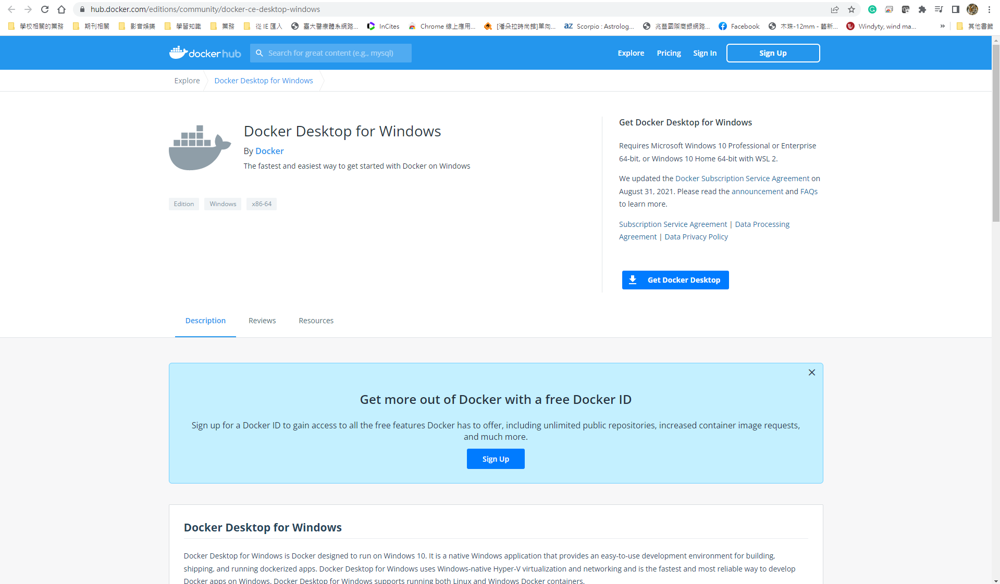 hub.docker.com/editions/community/docker-ce-desktop-windows
學校相關的業務 期刊相關 影音娛樂 學習知識 業務 從 IE 匯入 臺大醫療體系網路... InCites Chrome 線上應用... [潘朵拉時尚館]單向... az Scorpio : Astrolog... 兆豐國際商銀網路... Facebook 木珠-12mm - 藝新... Windyty, wind ma... » 其他書籤
docker hub Search for great content (e.g., mysql) Explore Pricing Sign In Sign Up
Explore Docker Desktop for Windows
Docker Desktop for Windows
By Docker
The fastest and easiest way to get started with Docker on Windows
Edition Windows x86-64
Get Docker Desktop for Windows
Requires Microsoft Windows 10 Professional or Enterprise
64-bit, or Windows 10 Home 64-bit with WSL 2.
We updated the Docker Subscription Service Agreement on
August 31, 2021. Please read the announcement and FAQs
to learn more.
Subscription Service Agreement | Data Processing
Agreement | Data Privacy Policy
Get Docker Desktop
Description Reviews Resources
Get more out of Docker with a free Docker ID
Sign up for a Docker ID to gain access to all the free features Docker has to offer, including unlimited public repositories, increased container image requests,
and much more.
Sign Up
Docker Desktop for Windows
Docker Desktop for Windows is Docker designed to run on Windows 10. It is a native Windows application that provides an easy-to-use development environment for building,
shipping, and running dockerized apps. Docker Desktop for Windows uses Windows-native Hyper-V virtualization and networking and is the fastest and most reliable way to develop
Docker apps on Windows. Docker Desktop for Windows supports running both Linux and Windows Docker containers.